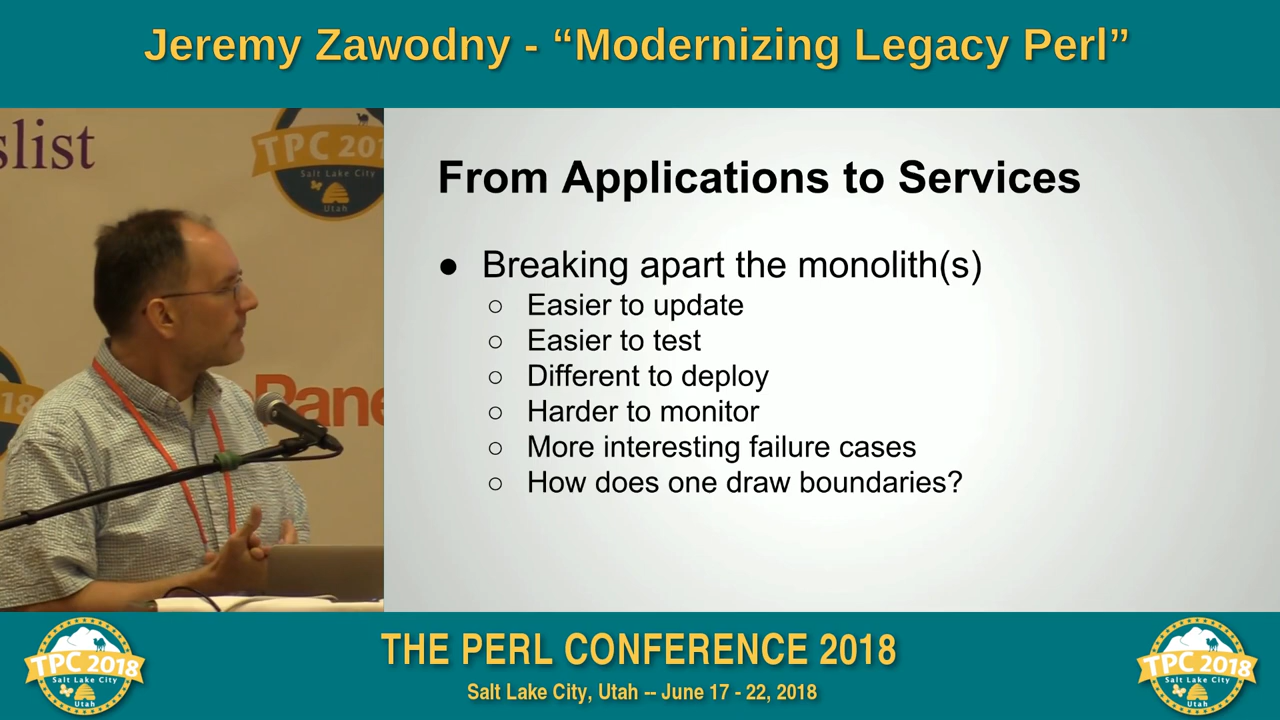 Jeremy Zawodny - “Modernizing Legacy Perl”
slist
TPC 201
Salt Lake City
Utah
18
Pane
From Applications to Services
● Breaking apart the monolith(s)
○ Easier to update
○ Easier to test
○ Different to deploy
○ Harder to monitor
○ More interesting failure cases
○ How does one draw boundaries?
TPC 2018
Salt Lake City
Utah
THE PERL CONFERENCE 2018
Salt Lake City, Utah -- June 17 - 22, 2018
TPC 2018
Salt Lake City
Utah